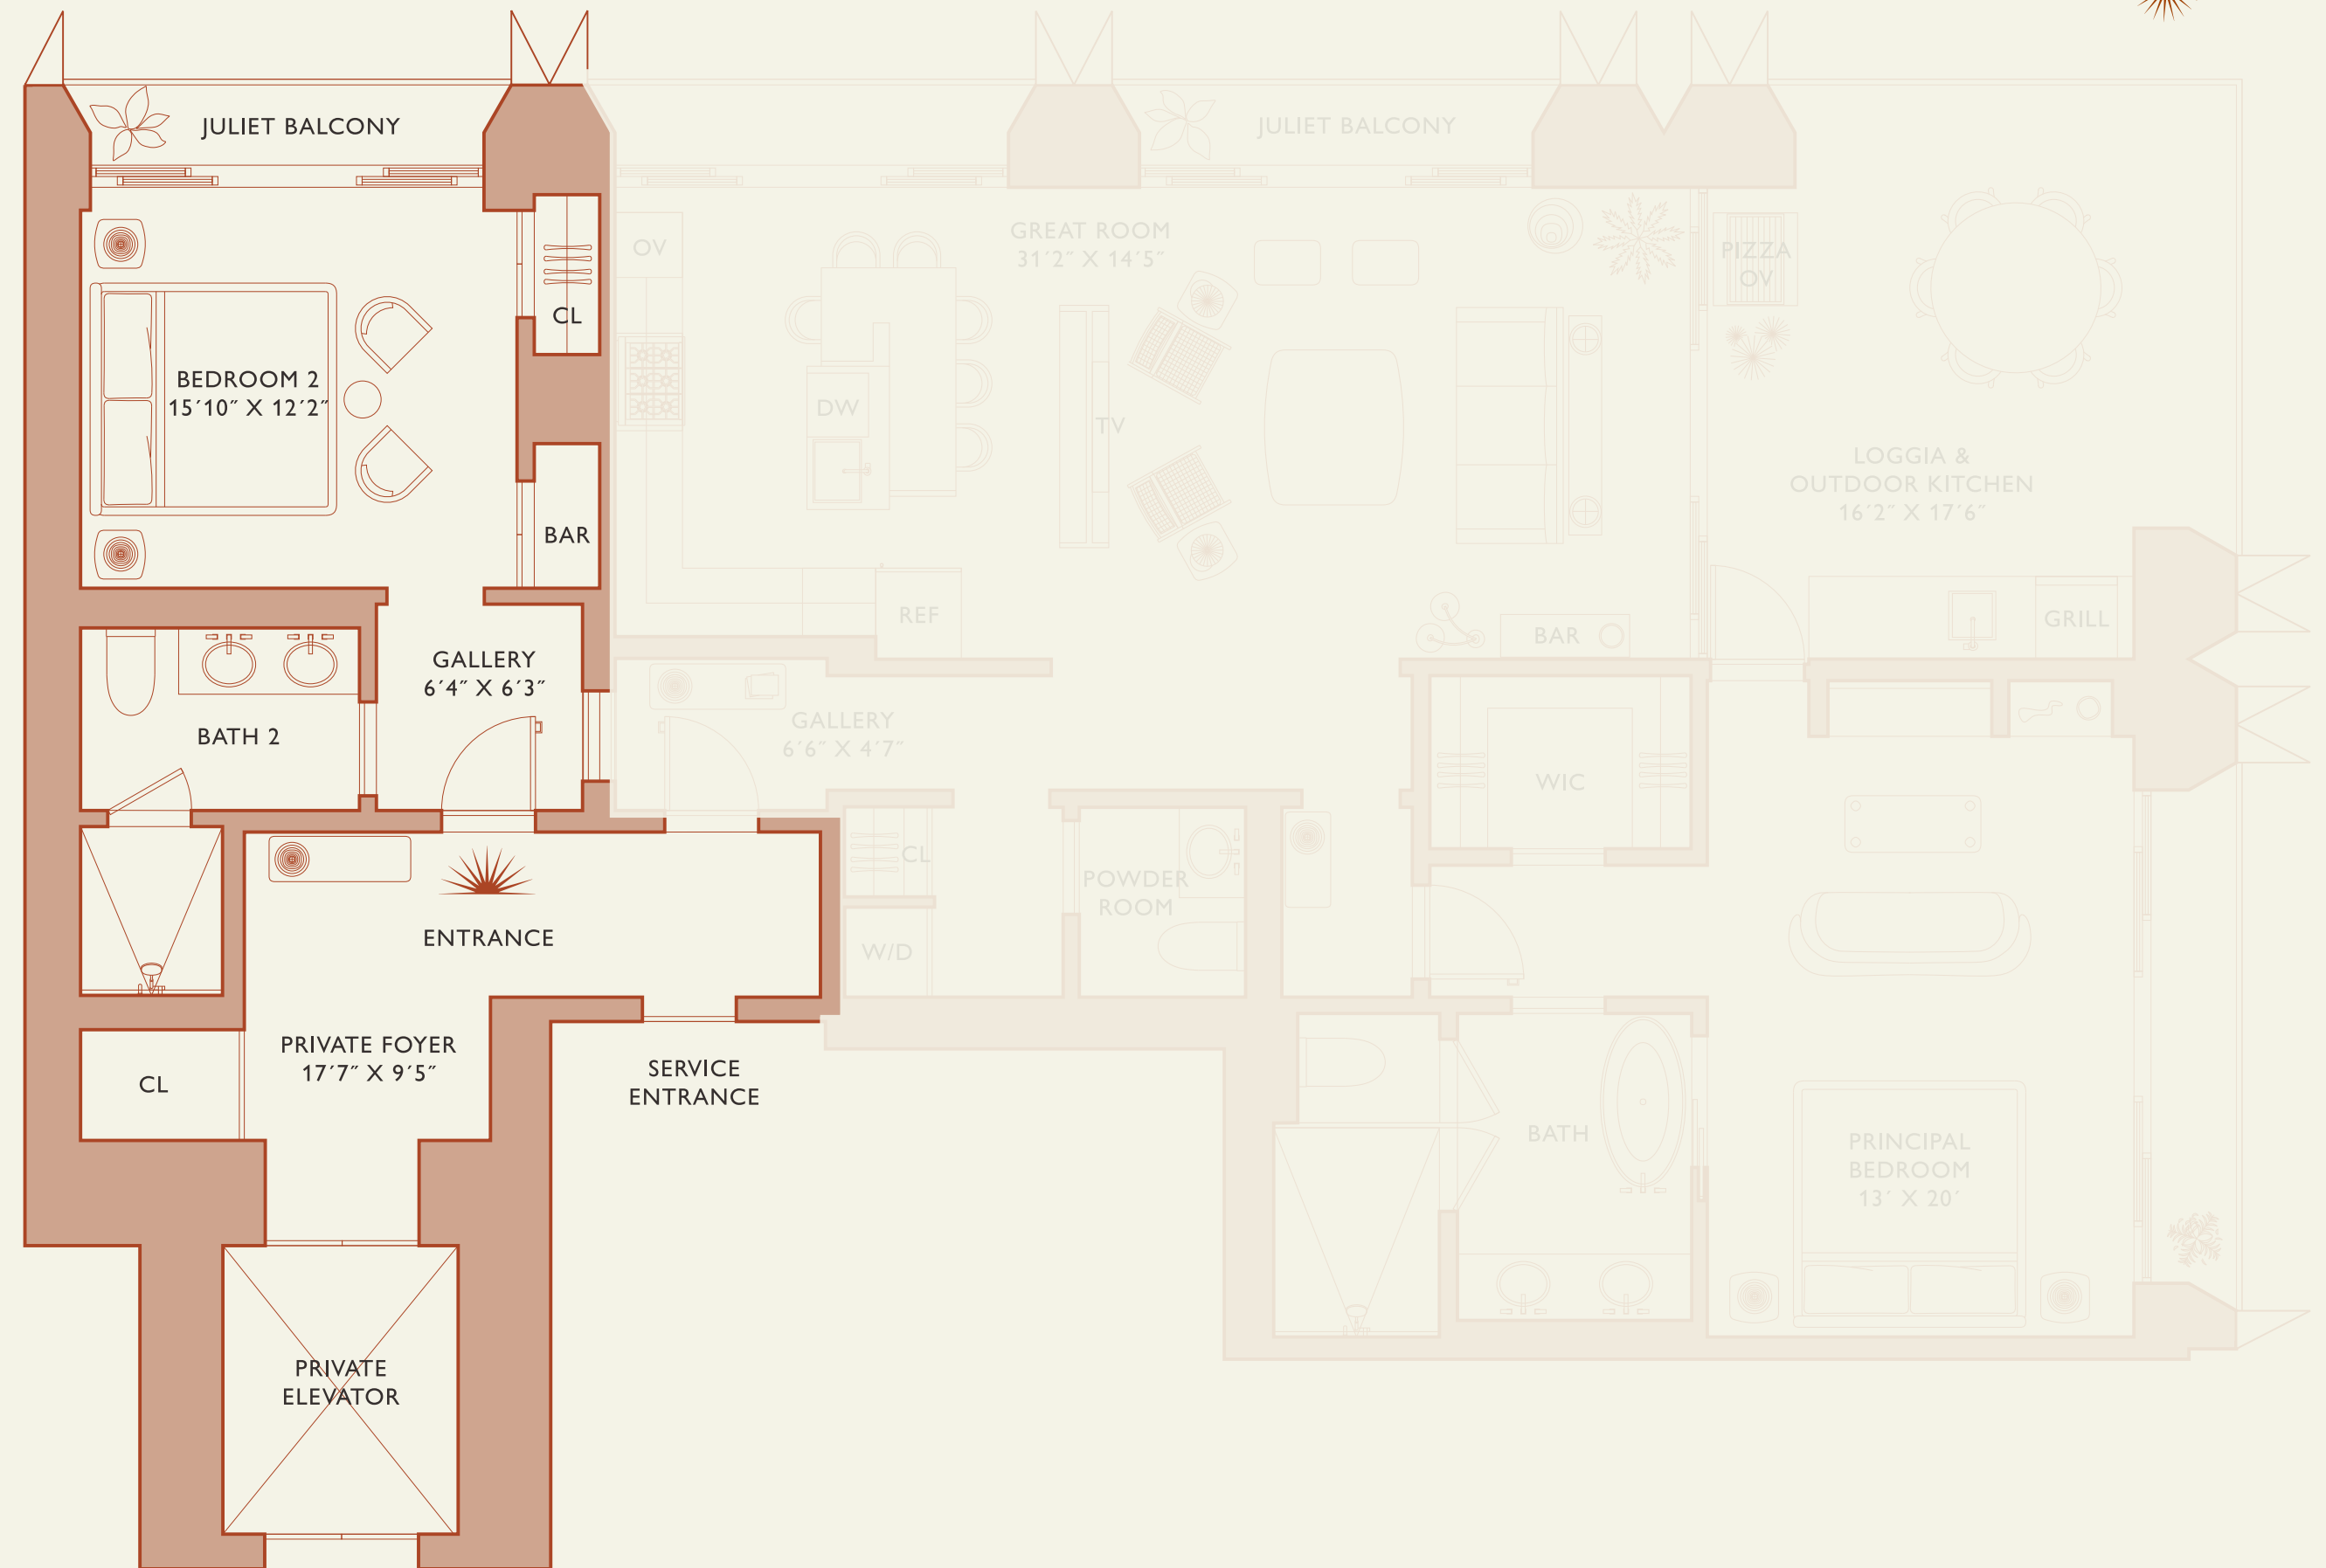 JULIET BALCONY
CL
BEDROOM 2
15´10˝ X 12´2˝
BAR
GALLERY
6´4˝ X 6´3˝
BATH 2
ENTRANCE
PRIVATE FOYER
17´7˝ X 9´5˝
CL
SERVICE
ENTRANCE
PRIVATE
ELEVATOR
JULIET BALCONY
GREAT ROOM
31´2˝ X 14´5˝
OV
DW
TV
REF
BAR
PIZZA
OV
LOGGIA &
OUTDOOR KITCHEN
16´2˝ X 17´6˝
GRILL
GALLERY
6´6˝ X 4´7˝
WIC
CL
POWDER
ROOM
W/D
BATH
PRINCIPAL
BEDROOM
13´ X 20´